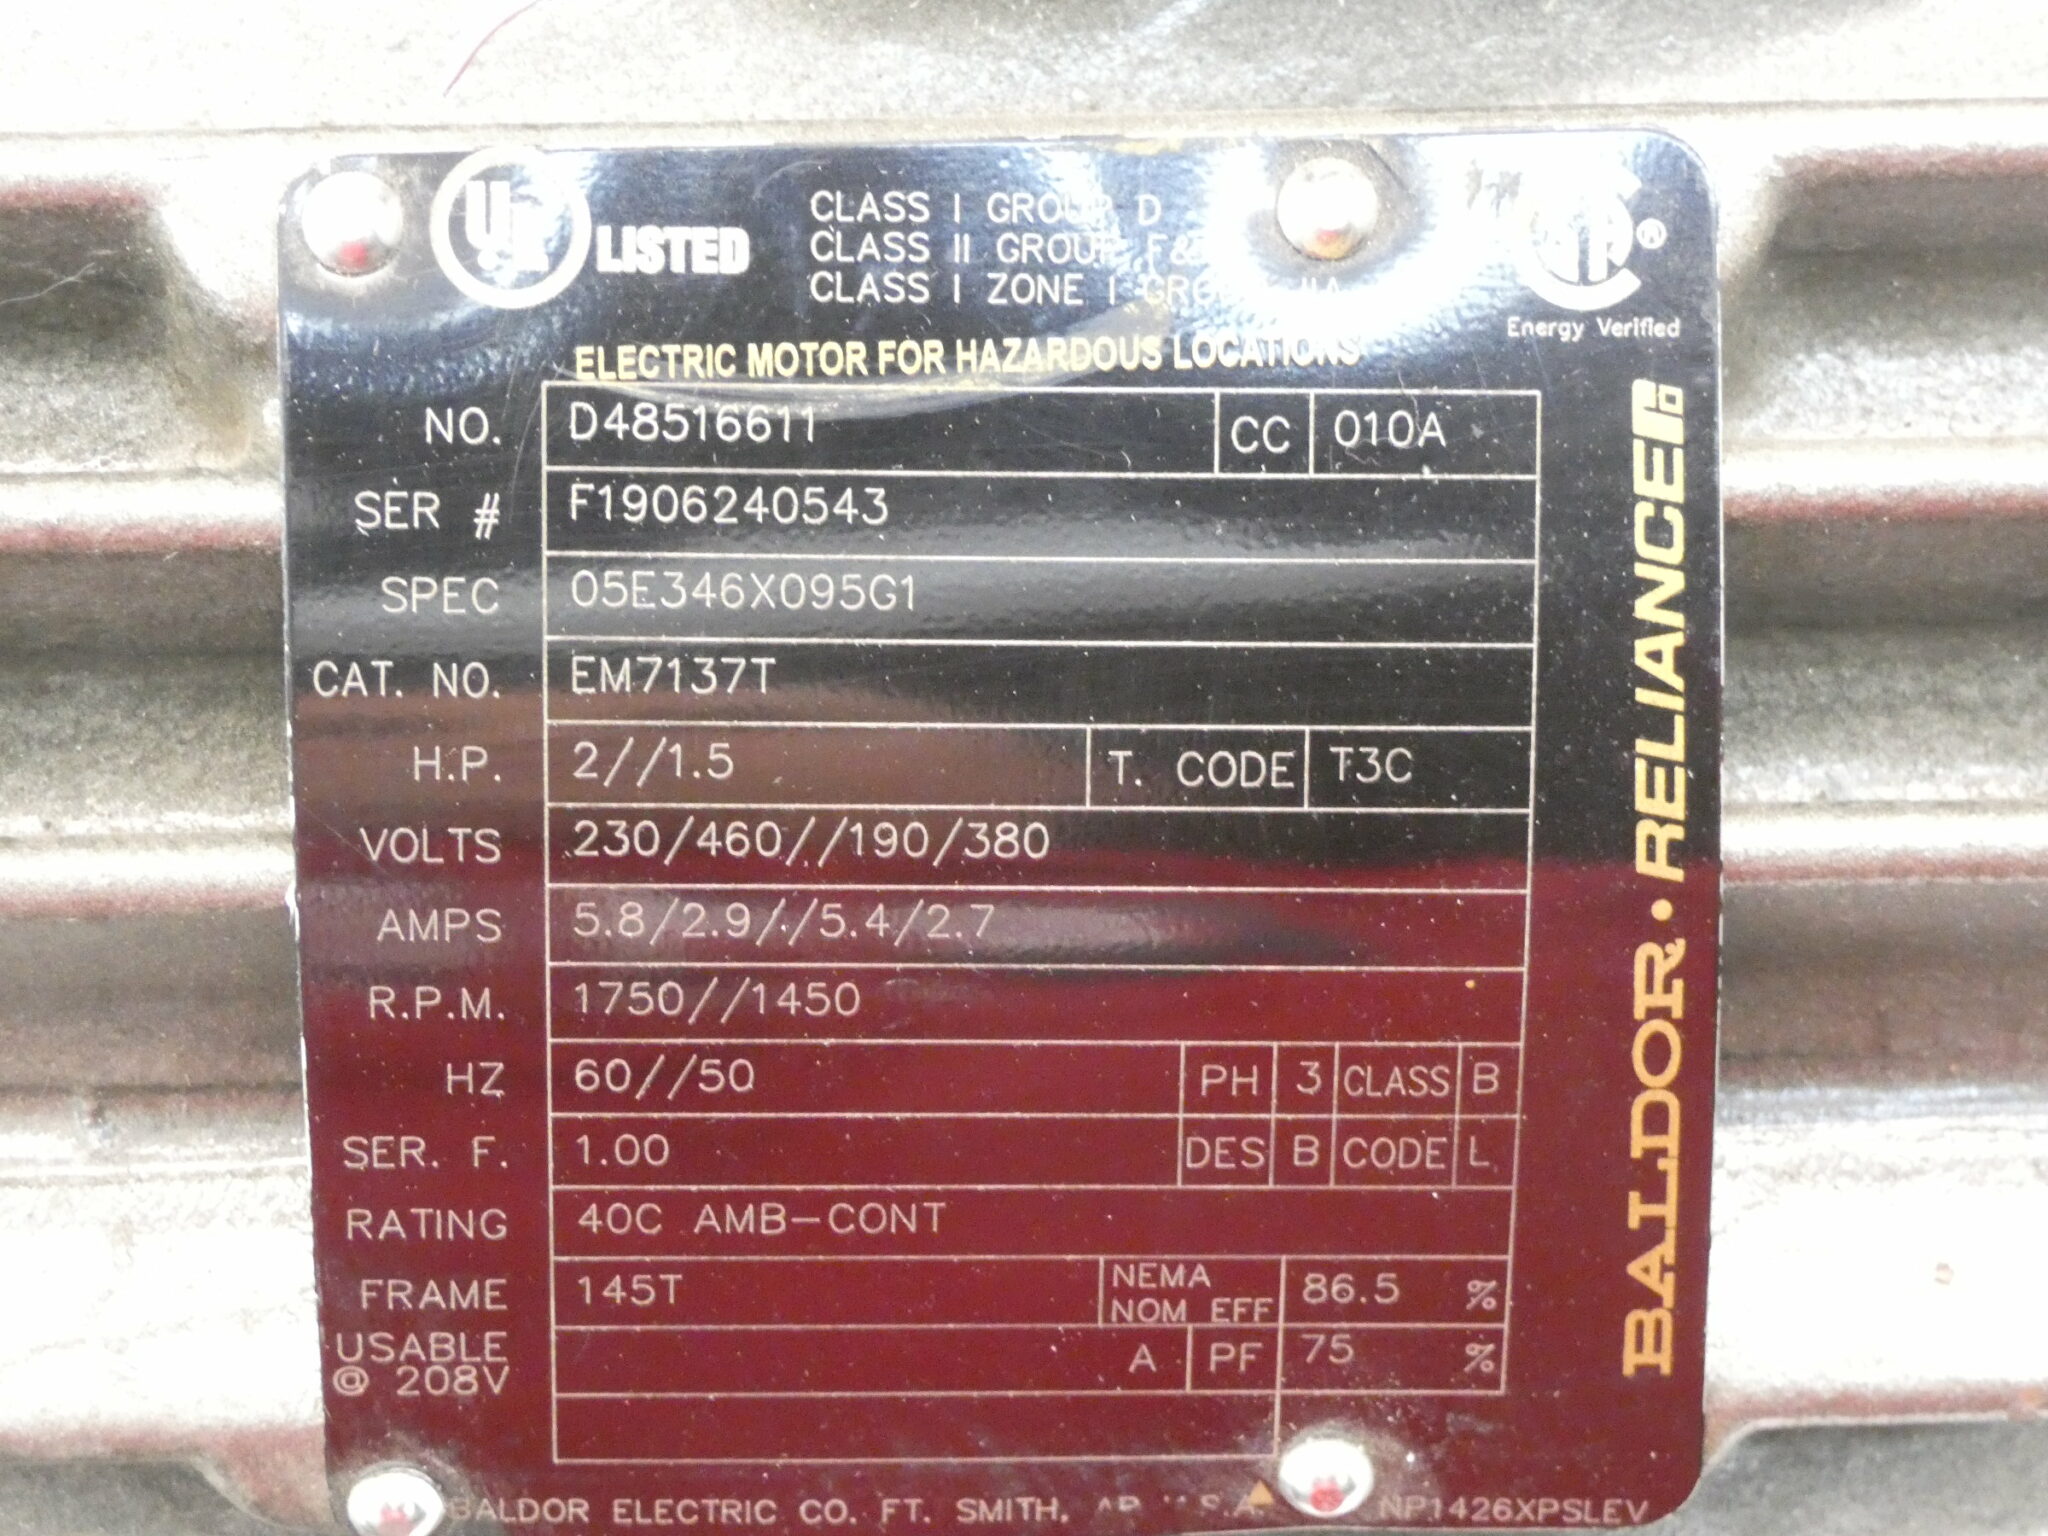 UL LISTED
CLASS I GROUP D
CLASS II GROUP F&
CLASS I ZONE I IIA
Energy Verified
ELECTRIC MOTOR FOR HAZARDOUS LOCATIONS
NO. D48516611 CC 010A
SER # F1906240543
SPEC 05E346X095G1
CAT. NO. EM7137T
H.P. 2//1.5 T. CODE T3C
VOLTS 230/460//190/380
AMPS 5.8/2.9//5.4/2.7
R.P.M. 1750//1450
HZ 60//50 PH 3 CLASS B
SER. F. 1.00 DES B CODE L
RATING 40C AMB-CONT
FRAME 145T NEMA NOM EFF 86.5 %
USABLE @ 208V A PF 75 %
BALDOR ELECTRIC CO. FT. SMITH, U.S.A. NP1426XPSLEV
BALDOR • RELIANCE